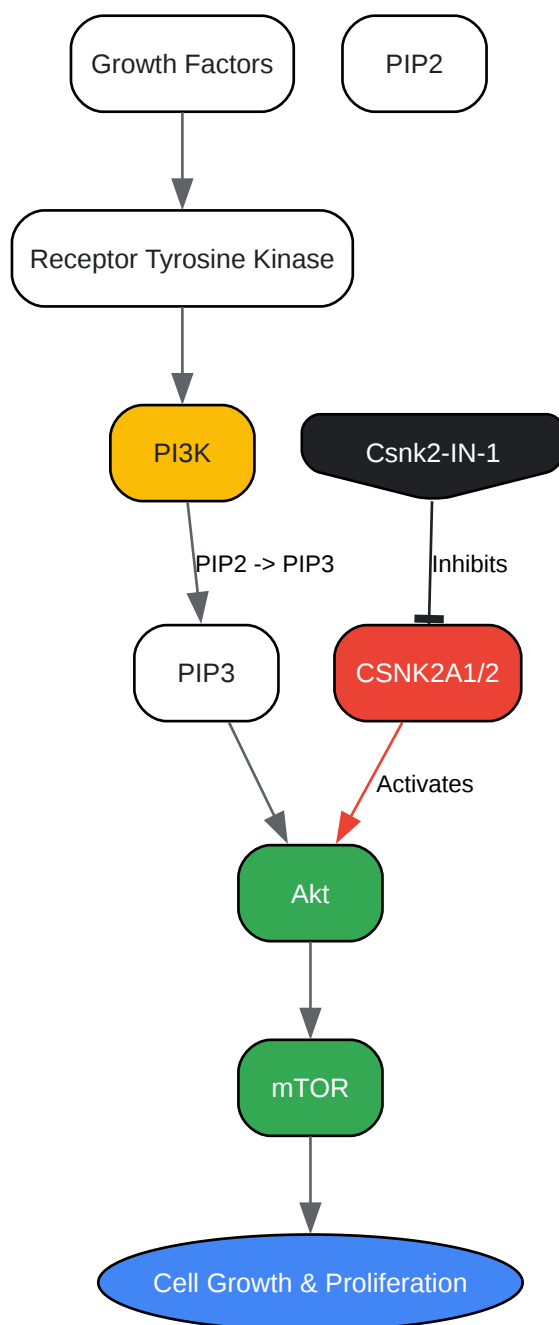 Growth Factors
PIP2
Receptor Tyrosine Kinase
PI3K
Csnk2-IN-1
PIP2 -> PIP3
Inhibits
PIP3
CSNK2A1/2
Activates
Akt
mTOR
Cell Growth & Proliferation